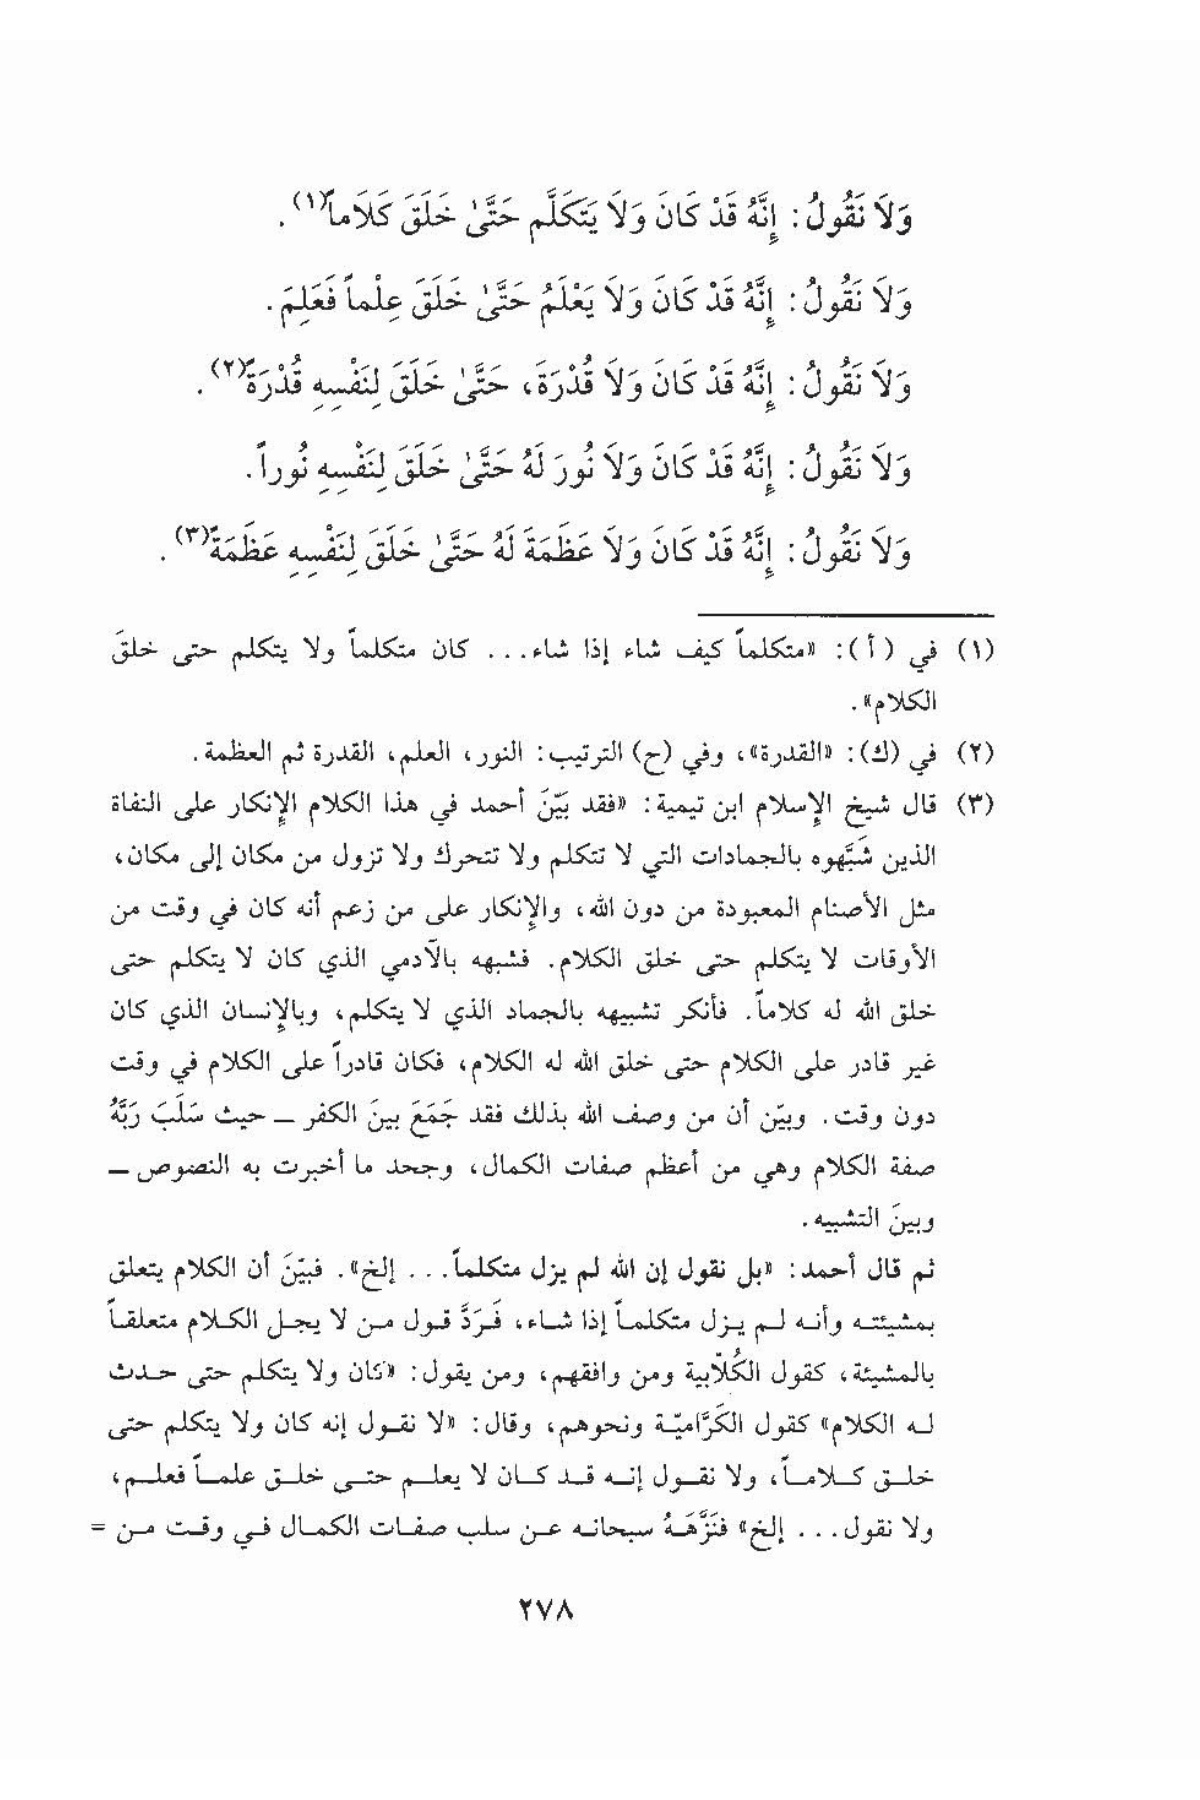 وَلاَ نَقُولُ: إِنَّهُ قَدْ كَانَ وَلاَ يَتَكَلَّم حَتَّىٰ خَلَقَ كَلاَماً(١).
وَلاَ نَقُولُ: إِنَّهُ قَدْ كَانَ وَلاَ يَعْلَمُ حَتَّىٰ خَلَقَ عِلْماً فَعَلِمَ.
وَلاَ نَقُولُ: إِنَّهُ قَدْ كَانَ وَلاَ قُدْرَةَ، حَتَّىٰ خَلَقَ لِنَفْسِهِ قُدْرَةً(٢).
وَلاَ نَقُولُ: إِنَّهُ قَدْ كَانَ وَلاَ نُورَ لَهُ حَتَّىٰ خَلَقَ لِنَفْسِهِ نُوراً.
وَلاَ نَقُولُ: إِنَّهُ قَدْ كَانَ وَلاَ عَظَمَةَ لَهُ حَتَّىٰ خَلَقَ لِنَفْسِهِ عَظَمَةً(٣).
(١) في (أ): «متكلماً كيف شاء إذا شاء... كان متكلماً ولا يتكلم حتى خلقَ
الكلام».
(٢) في (ك): «القدرة»، وفي (ح) الترتيب: النور، العلم، القدرة ثم العظمة.
(٣) قال شيخ الإسلام ابن تيمية: «فقد بَيَّنَ أحمد في هذا الكلام الإنكار على النفاة
الذين شَبَّهوه بالجمادات التي لا تتكلم ولا تتحرك ولا تزول من مكان إلى مكان،
مثل الأصنام المعبودة من دون الله، والإنكار على من زعم أنه كان في وقت من
الأوقات لا يتكلم حتى خلق الكلام. فشبهه بالآدمي الذي كان لا يتكلم حتى
خلق الله له كلاماً. فأنكر تشبيهه بالجماد الذي لا يتكلم، وبالإنسان الذي كان
غير قادر على الكلام حتى خلق الله له الكلام، فكان قادراً على الكلام في وقت
دون وقت. وبيّن أن من وصف الله بذلك فقد جَمَعَ بينَ الكفر ــ حيث سَلَبَ رَبَّهُ
صفة الكلام وهي من أعظم صفات الكمال، وجحد ما أخبرت به النصوص ــ
وبينَ التشبيه.
ثم قال أحمد: «بل نقول إن الله لم يزل متكلماً... إلخ». فبيّنَ أن الكلام يتعلق
بمشيئته وأنه لم يزل متكلماً إذا شاء، فَرَدَّ قول من لا يجل الكلام متعلقاً
بالمشيئة، كقول الكُلّابية ومن وافقهم، ومن يقول: «كان ولا يتكلم حتى حدث
له الكلام» كقول الكَرَّاميّة ونحوهم، وقال: «لا نقول إنه كان ولا يتكلم حتى
خلق كلاماً، ولا نقول إنه قد كان لا يعلم حتى خلق علماً فعلم،
ولا نقول... إلخ» فنَزَّهَهُ سبحانه عن سلب صفات الكمال في وقت من =
٢٧٨